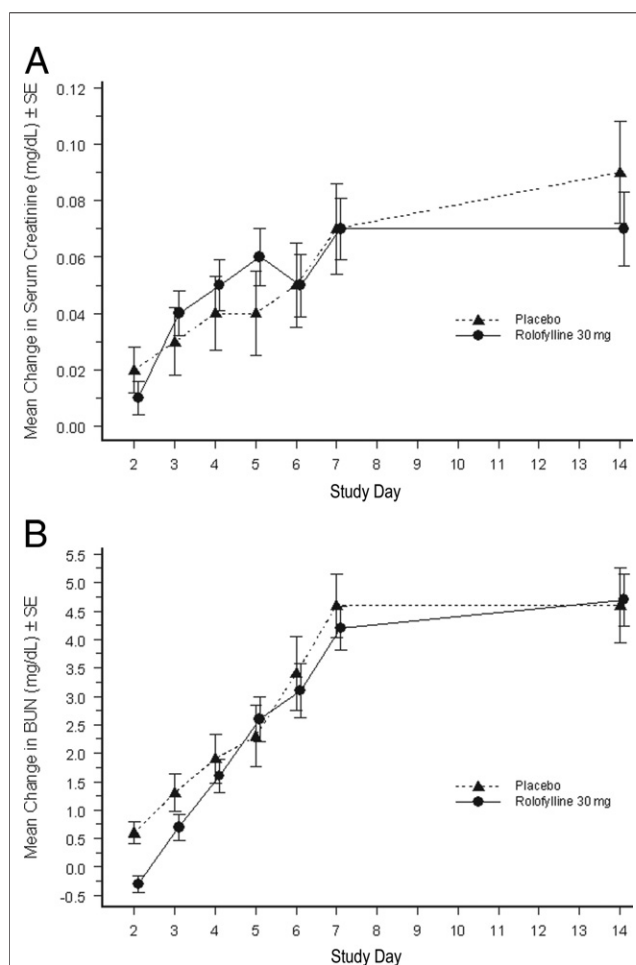 A
Mean Change in Serum Creatinine (mg/dL) ± SE
0.12
0.10
0.08
0.06
0.04
0.02
0.00
Placebo
Rolofylline 30 mg
2 3 4 5 6 7 8 9 10 11 12 13 14
Study Day
B
Mean Change in BUN (mg/dL) ± SE
5.5
5.0
4.5
3.5
3.0
2.5
1.5
1.0
0.5
0.0
-0.5
Placebo
Rolofylline 30 mg
2 3 4 5 6 7 8 9 10 11 12 13 14
Study Day